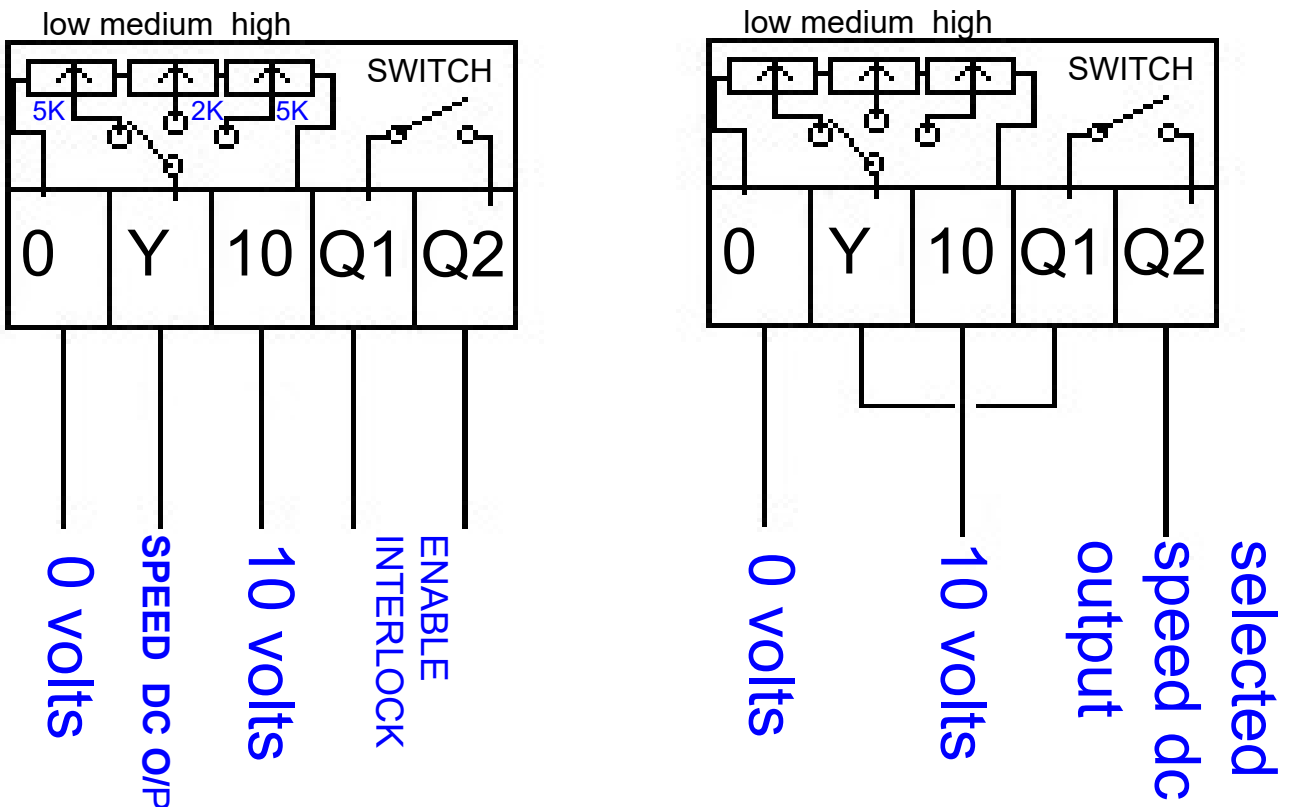 low medium high
SWITCH
5K 2K 5K
0 Y 10 Q1 Q2
0 volts
SPEED DC O/P
10 volts
ENABLE
INTERLOCK
low medium high
SWITCH
0 Y 10 Q1 Q2
0 volts
10 volts
selected
speed dc
output